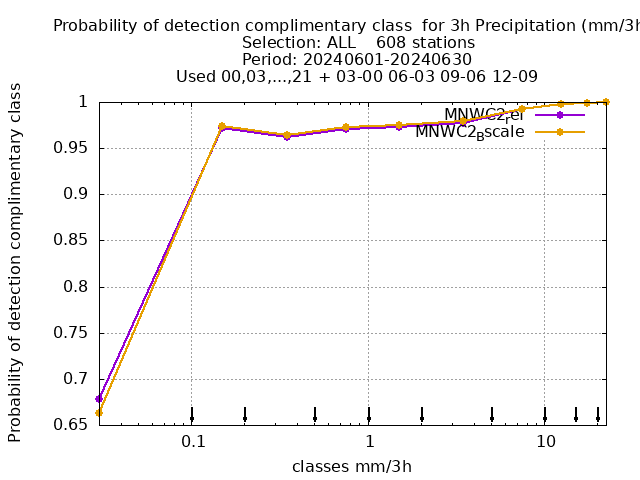 Probability of detection complimentary class  for 3h Precipitation (mm/3h
Selection: ALL    608 stations
Period: 20240601-20240630
Used 00,03,...,21 + 03-00 06-03 09-06 12-09
Probability of detection complimentary class
1
0.95
0.9
0.85
0.8
0.75
0.7
0.65
MNWC2rel
MNWC2Bscale
0.1
1
10
classes mm/3h